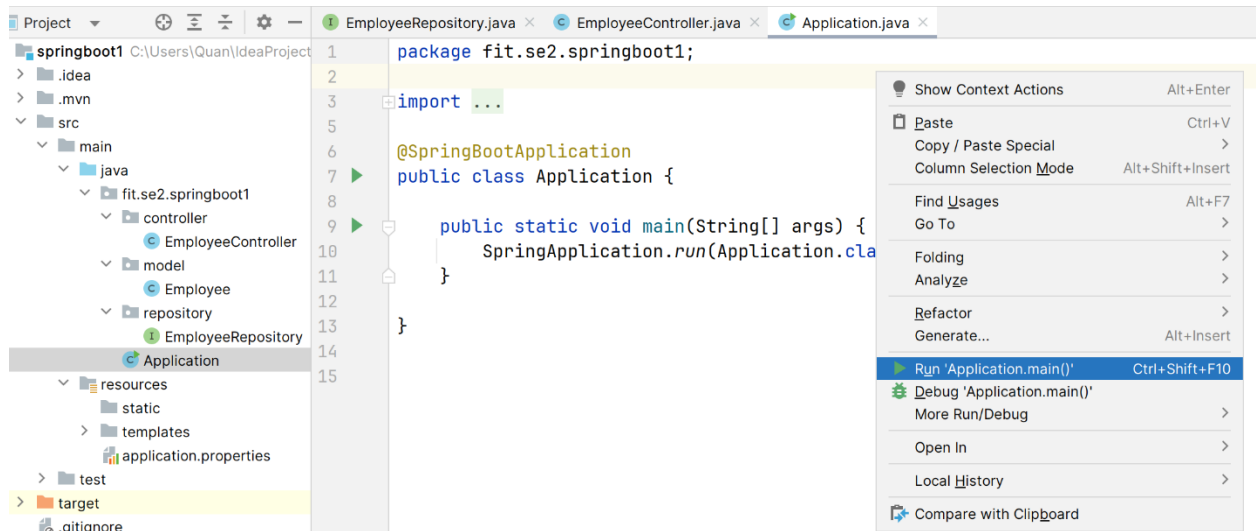 Project
springboot1 C:\Users\Quan\IdeaProject
.idea
.mvn
src
main
java
fit.se2.springboot1
controller
EmployeeController
model
Employee
repository
EmployeeRepository
Application
resources
static
templates
application.properties
test
target
.gitignore
EmployeeRepository.java
EmployeeController.java
Application.java
1 package fit.se2.springboot1;
2
3 import ...
5
6 @SpringBootApplication
7 public class Application {
8
9 public static void main(String[] args) {
10 SpringApplication.run(Application.cla
11 }
12
13 }
14
15
Show Context Actions Alt+Enter
Paste Ctrl+V
Copy / Paste Special
Column Selection Mode Alt+Shift+Insert
Find Usages Alt+F7
Go To
Folding
Analyze
Refactor
Generate... Alt+Insert
Run 'Application.main()' Ctrl+Shift+F10
Debug 'Application.main()'
More Run/Debug
Open In
Local History
Compare with Clipboard